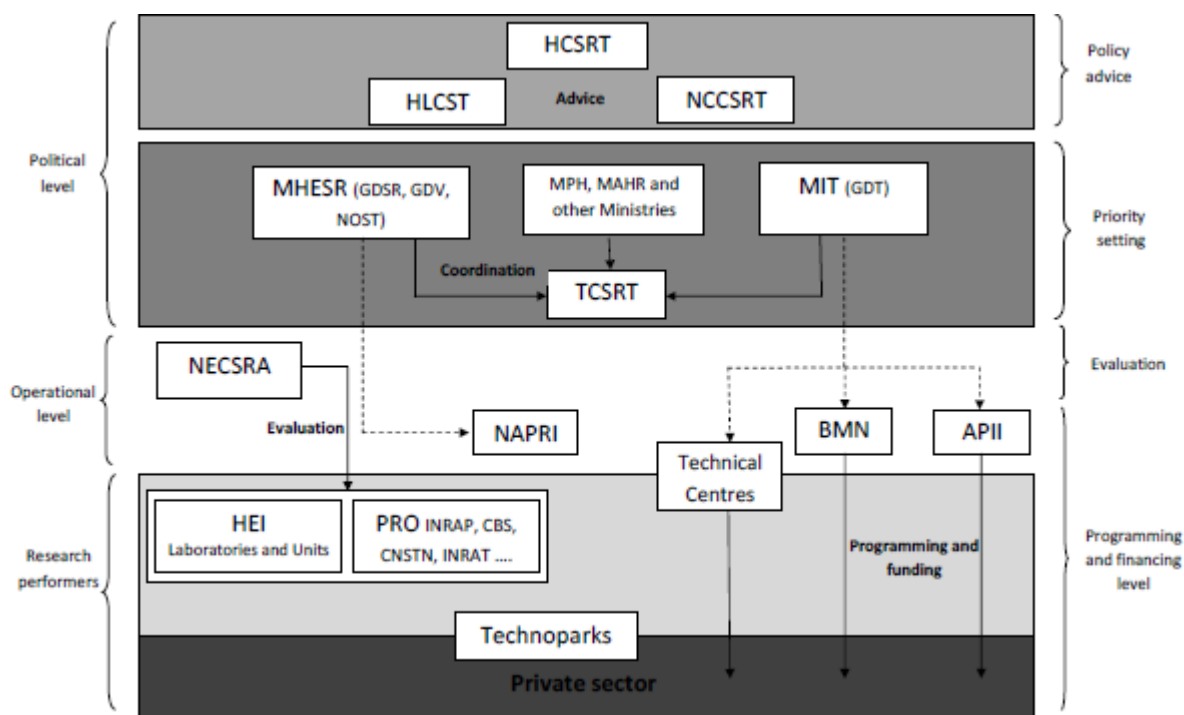 HCSRT
HLCST
Advice
NCCSRT
Policy
advice
Political
level
MHESR (GDSR, GDV,
NOST)
MPH, MAHR and
other Ministries
MIT (GDT)
Priority
setting
Coordination
TCSRT
NECSRA
Evaluation
Operational
level
Evaluation
NAPRI
BMN
APII
Technical
Centres
HEI
Laboratories and Units
PRO INRAP, CBS,
CNSTN, INRAT ....
Programming and
funding
Research
performers
Programming
and financing
level
Technoparks
Private sector